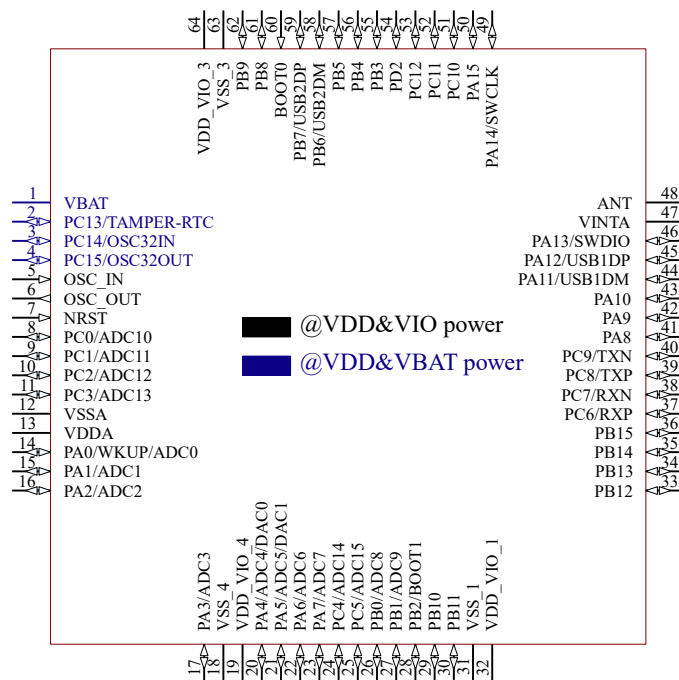 64
63
62
61
60
59
58
57
56
55
54
53
52
51
50
49
VDD_VIO_3
VSS_3
PB9
PB8
BOOT0
PB7/USB2DP
PB6/USB2DM
PB5
PB4
PB3
PD2
PC12
PC11
PC10
PA15
PA14/SWCLK
1 VBAT
2 PC13/TAMPER-RTC
3 PC14/OSC32IN
4 PC15/OSC32OUT
5 OSC_IN
6 OSC_OUT
7 NRST
8 PC0/ADC10
9 PC1/ADC11
10 PC2/ADC12
11 PC3/ADC13
12 VSSA
13 VDDA
14 PA0/WKUP/ADC0
15 PA1/ADC1
16 PA2/ADC2
@VDD&VIO power
@VDD&VBAT power
ANT 48
VINTA 47
PA13/SWDIO 46
PA12/USB1DP 45
PA11/USB1DM 44
PA10 43
PA9 42
PA8 41
PC9/TXN 40
PC8/TXP 39
PC7/RXN 38
PC6/RXP 37
PB15 36
PB14 35
PB13 34
PB12 33
PA3/ADC3
VSS_4
VDD_VIO_4
PA4/ADC4/DAC0
PA5/ADC5/DAC1
PA6/ADC6
PA7/ADC7
PC4/ADC14
PC5/ADC15
PB0/ADC8
PB1/ADC9
PB2/BOOT1
PB10
PB11
VSS_1
VDD_VIO_1
17
18
19
20
21
22
23
24
25
26
27
28
29
30
31
32